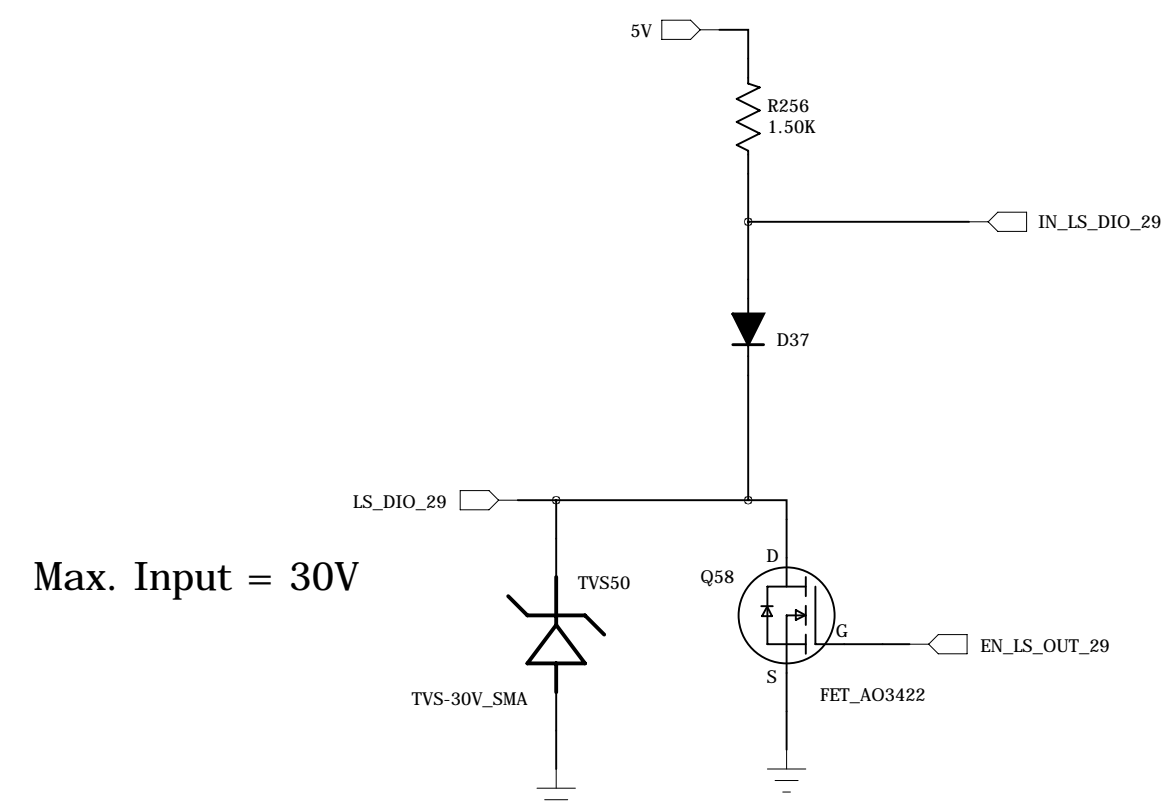 5V
R256
1.50K
IN_LS_DIO_29
D37
LS_DIO_29
Max. Input = 30V
TVS50
TVS-30V_SMA
Q58
D
G
S
EN_LS_OUT_29
FET_AO3422